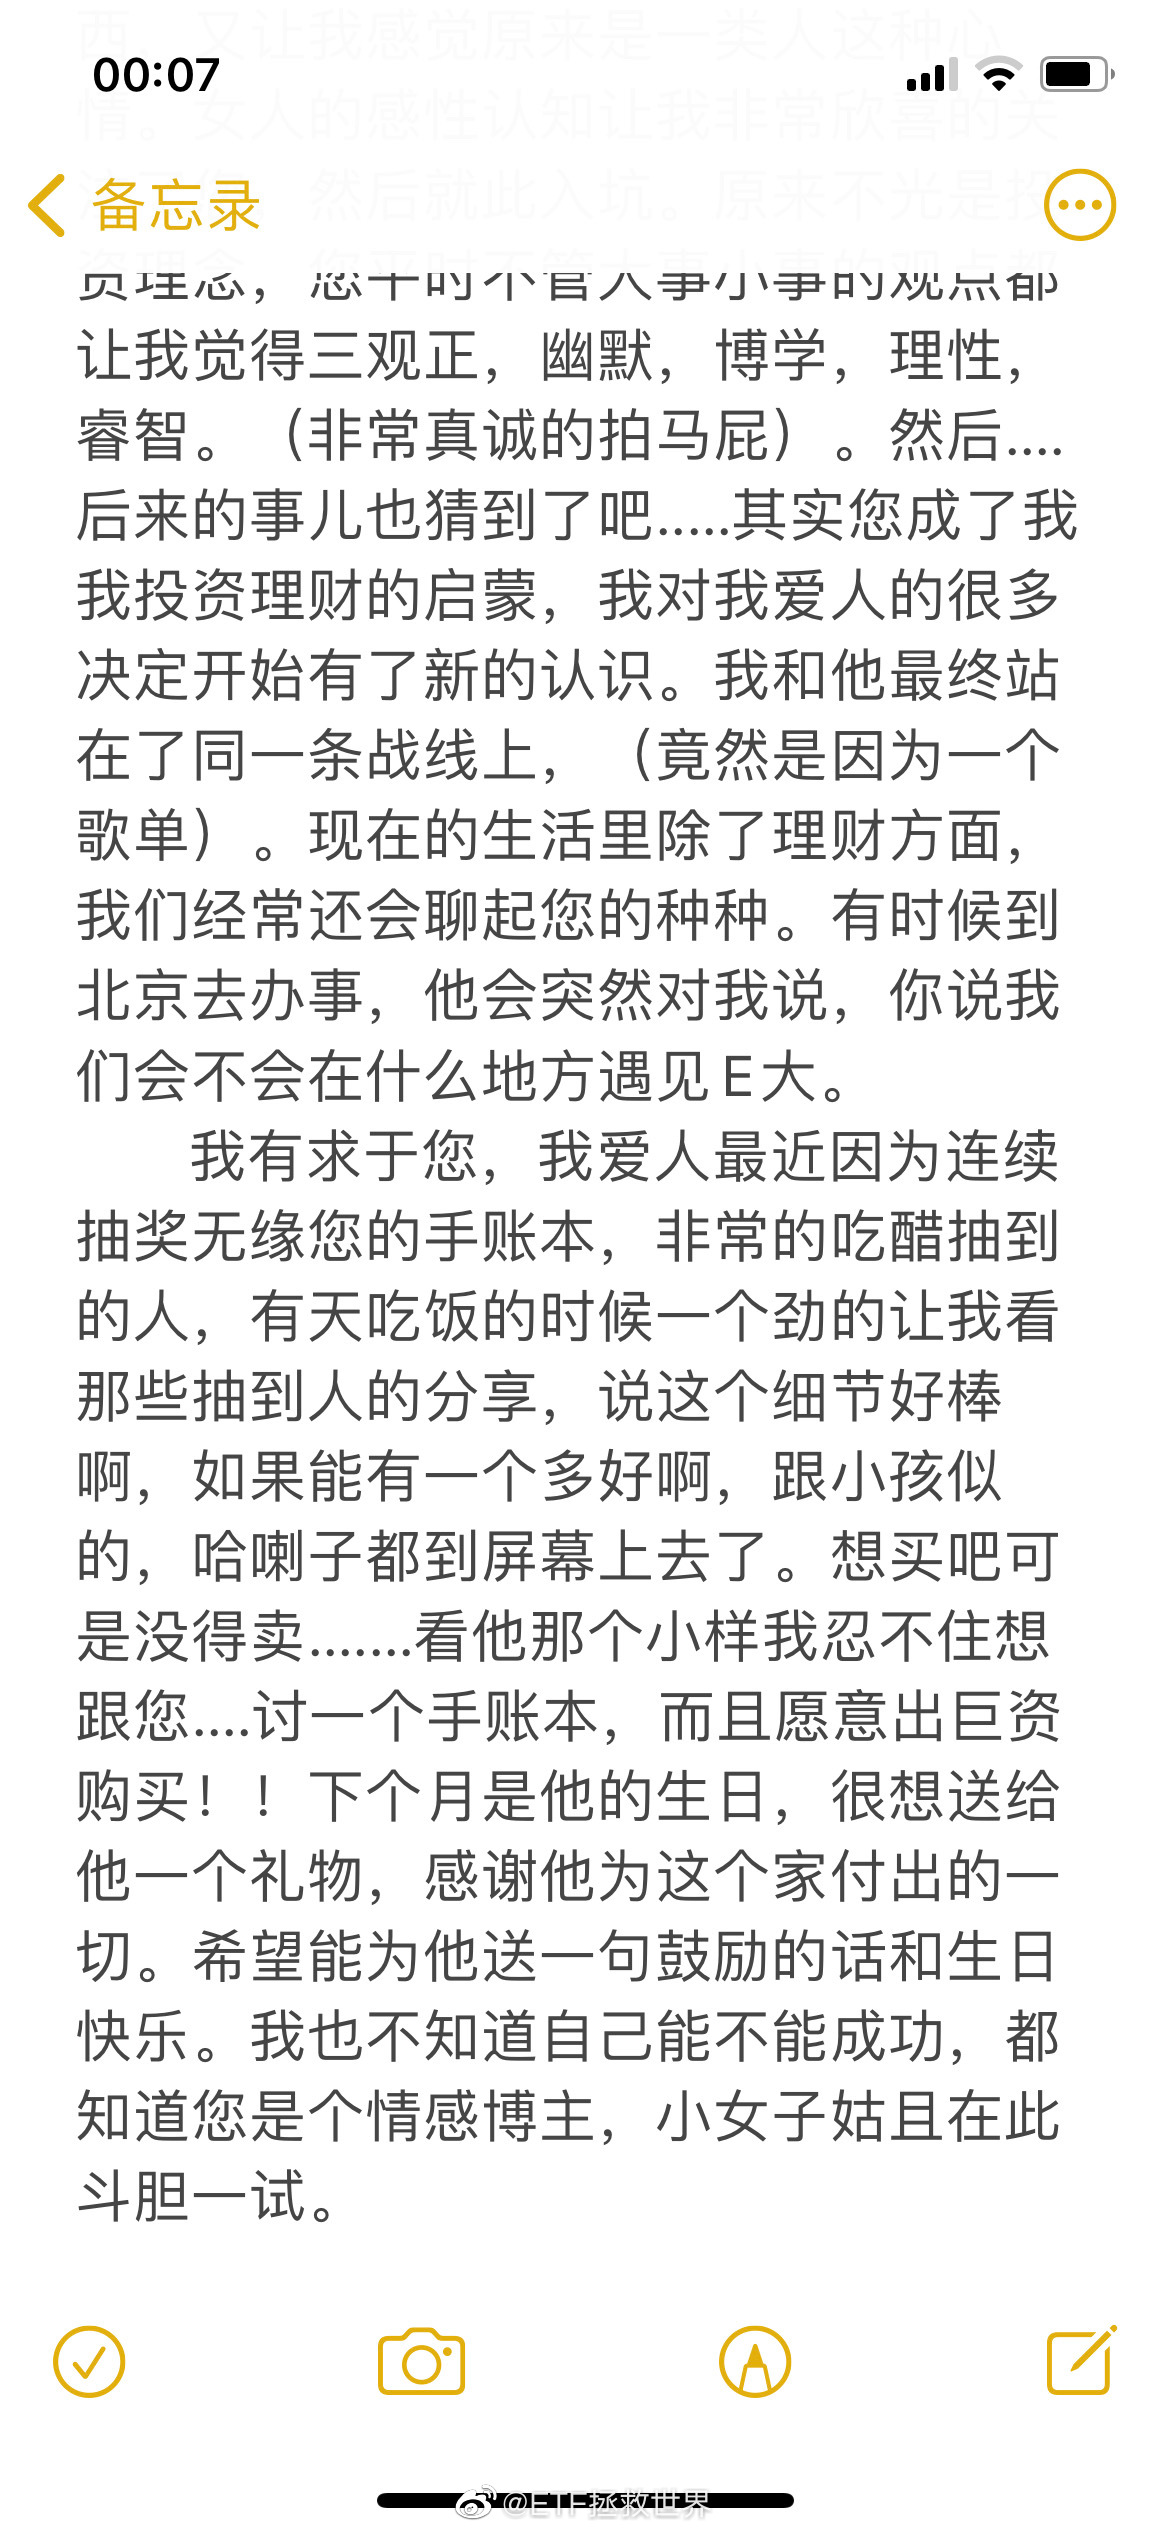 西，又让我感觉原来是一类人这种心
00:07
情。女人的感性认知让我非常欣喜的关
备忘录
然后就此入坑。原来不光是投
资理念，您平时不管大事小事的观点都
让我觉得三观正，幽默，博学，理性，
睿智。（非常真诚的拍马屁）。然后....
后来的事儿也猜到了吧.....其实您成了我
我投资理财的启蒙，我对我爱人的很多
决定开始有了新的认识。我和他最终站
在了同一条战线上，（竟然是因为一个
歌单）。现在的生活里除了理财方面，
我们经常还会聊起您的种种。有时候到
北京去办事，他会突然对我说，你说我
们会不会在什么地方遇见E大。
我有求于您，我爱人最近因为连续
抽奖无缘您的手账本，非常的吃醋抽到
的人，有天吃饭的时候一个劲的让我看
那些抽到人的分享，说这个细节好棒
啊，如果能有一个多好啊，跟小孩似
的，哈喇子都到屏幕上去了。想买吧可
是没得卖.......看他那个小样我忍不住想
跟您....讨一个手账本，而且愿意出巨资
购买！！下个月是他的生日，很想送给
他一个礼物，感谢他为这个家付出的一
切。希望能为他送一句鼓励的话和生日
快乐。我也不知道自己能不能成功，都
知道您是个情感博主，小女子姑且在此
斗胆一试。
@ETF拯救世界